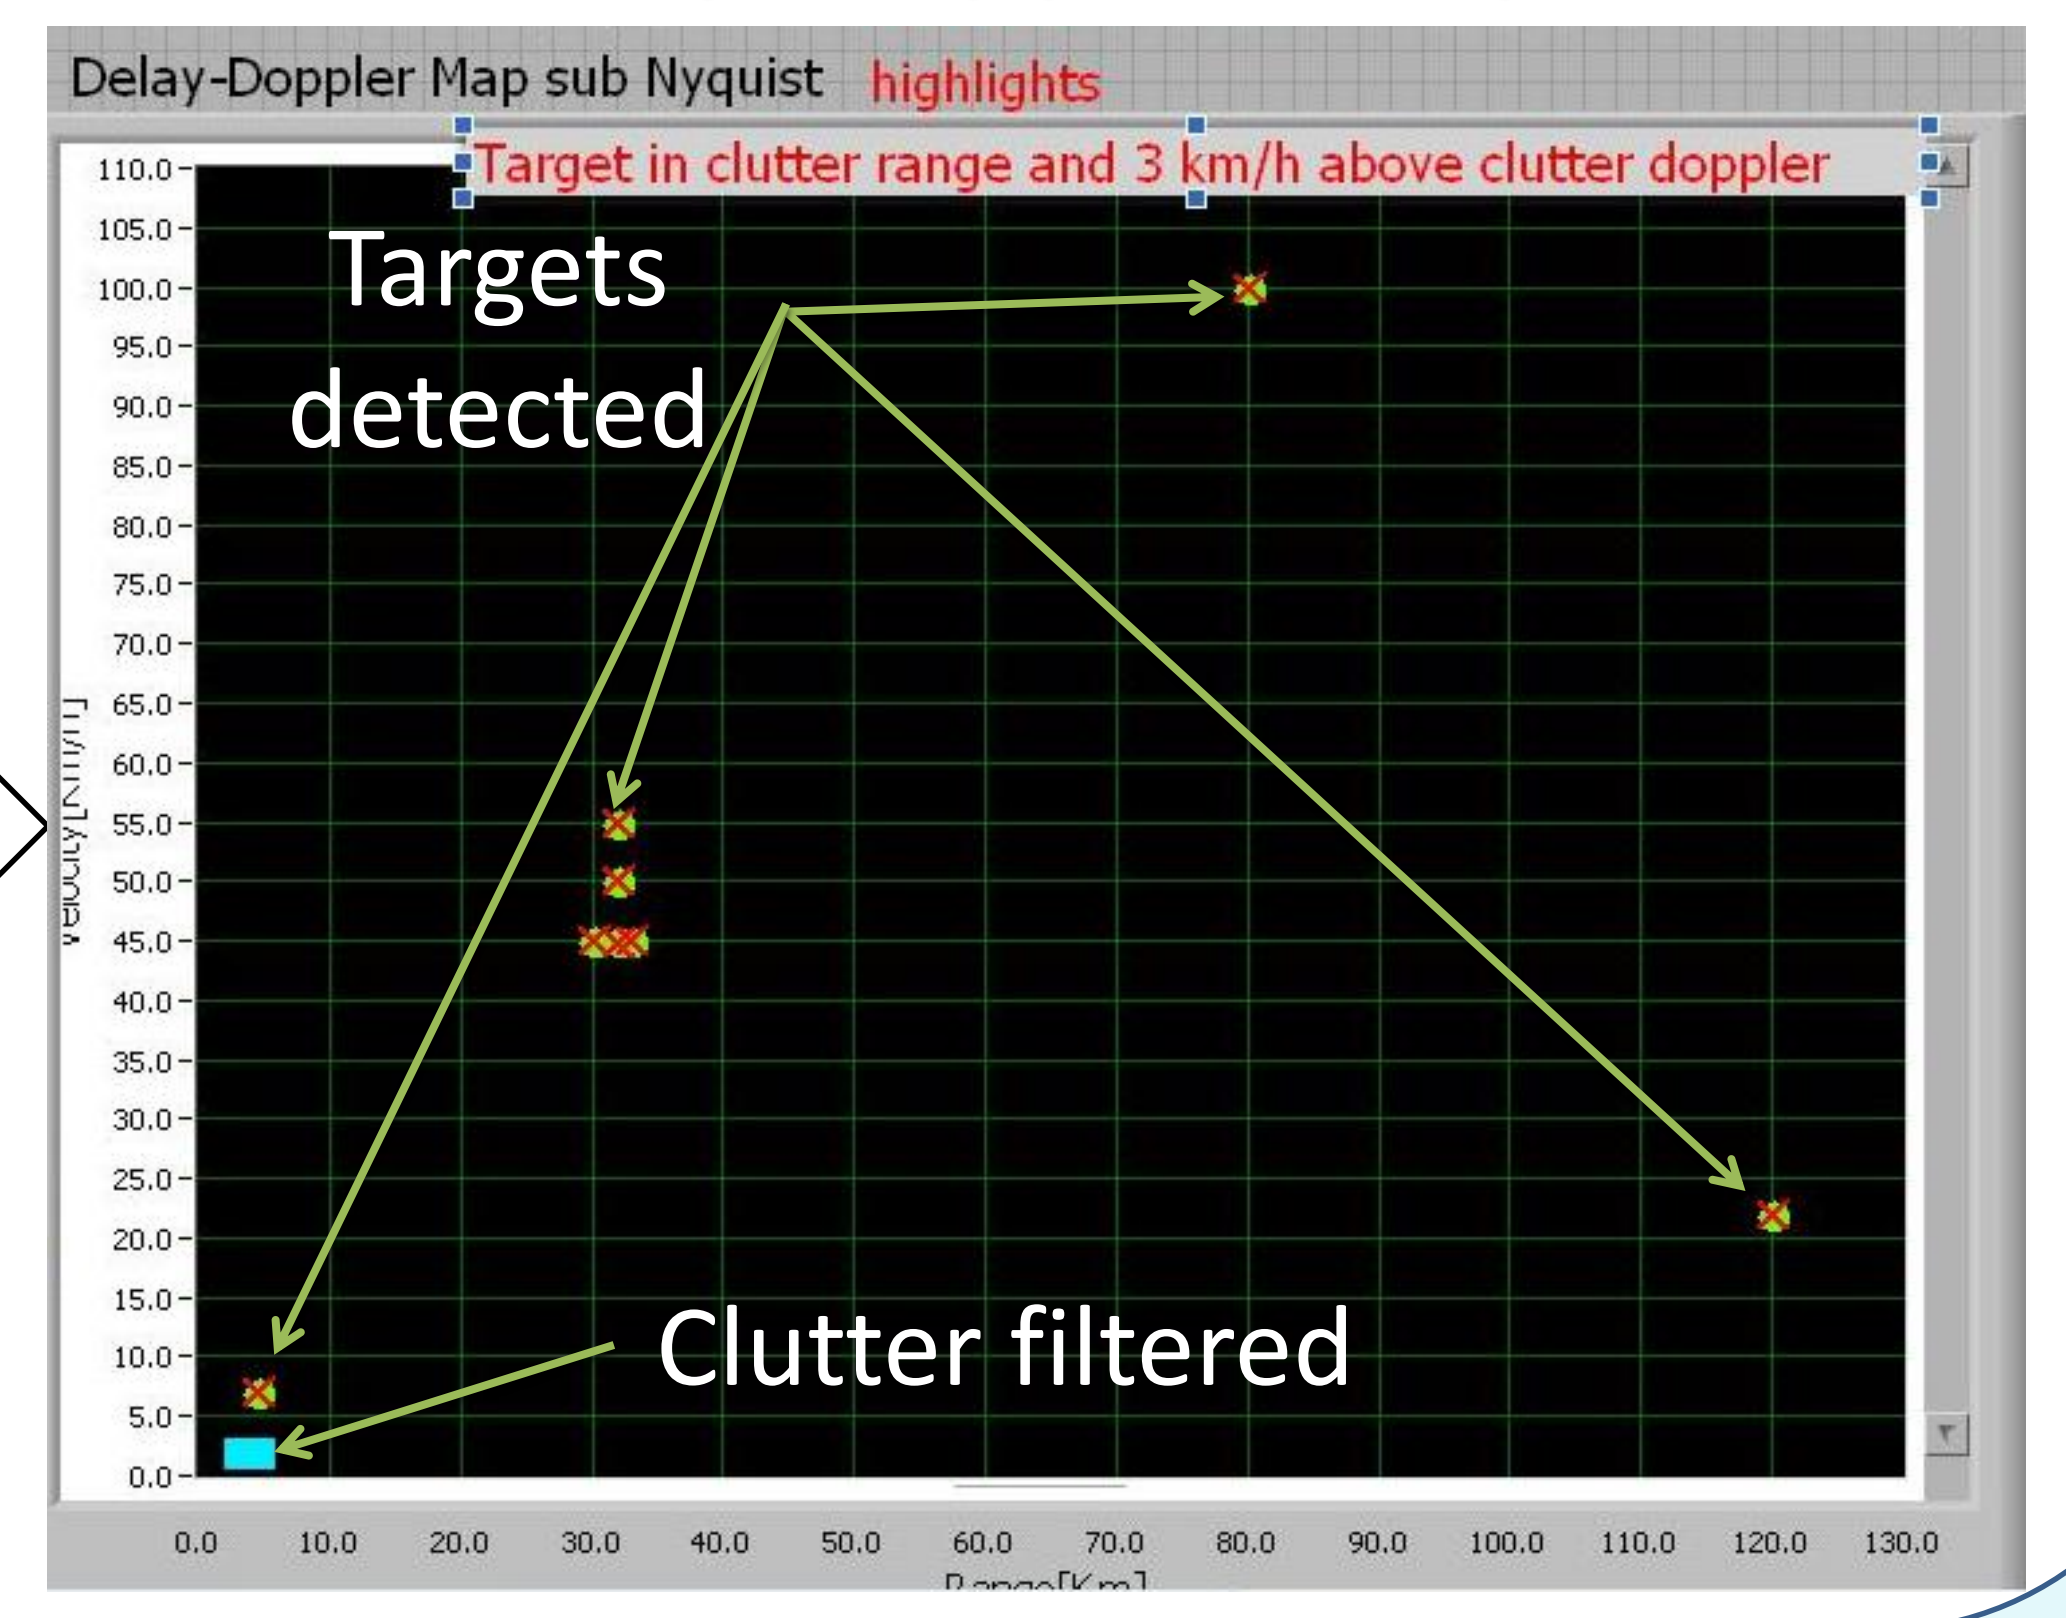 Delay-Doppler Map sub Nyquist highlights
Target in clutter range and 3 km/h above clutter doppler
110.0
105.0
100.0
95.0
90.0
85.0
80.0
75.0
70.0
65.0
60.0
55.0
50.0
45.0
40.0
35.0
30.0
25.0
20.0
15.0
10.0
5.0
0.0
Velocity[Km/H]
Targets
detected
Clutter filtered
0.0 10.0 20.0 30.0 40.0 50.0 60.0 70.0 80.0 90.0 100.0 110.0 120.0 130.0
Range[Km]